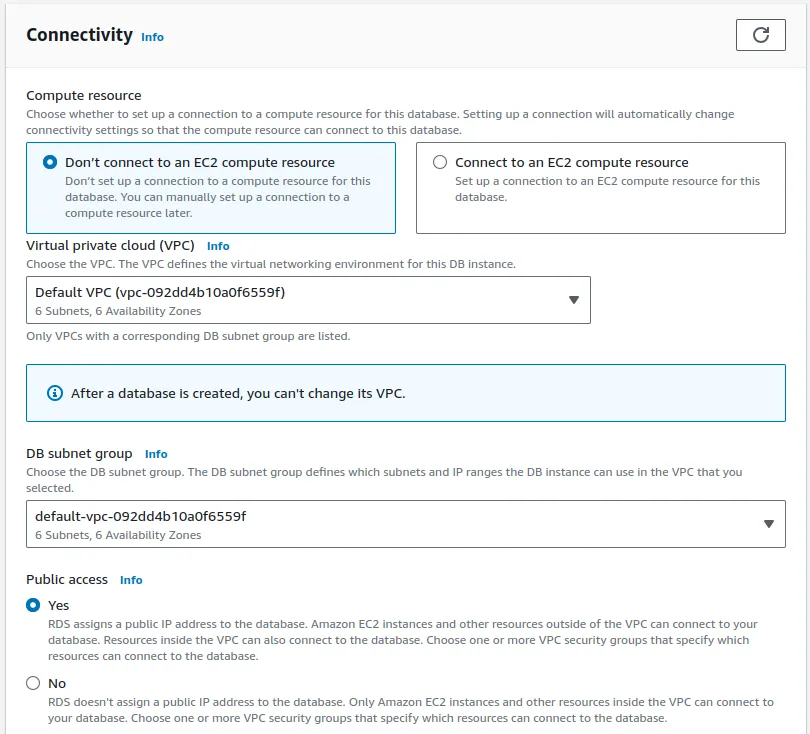 Connectivity Info
Compute resource
Choose whether to set up a connection to a compute resource for this database. Setting up a connection will automatically change
connectivity settings so that the compute resource can connect to this database.
Don't connect to an EC2 compute resource
Don't set up a connection to a compute resource for this
database. You can manually set up a connection to a
compute resource later.
Connect to an EC2 compute resource
Set up a connection to an EC2 compute resource for this
database.
Virtual private cloud (VPC) Info
Choose the VPC. The VPC defines the virtual networking environment for this DB instance.
Default VPC (vpc-092dd4b10a0f6559f)
6 Subnets, 6 Availability Zones
Only VPCs with a corresponding DB subnet group are listed.
After a database is created, you can't change its VPC.
DB subnet group Info
Choose the DB subnet group. The DB subnet group defines which subnets and IP ranges the DB instance can use in the VPC that you
selected.
default-vpc-092dd4b10a0f6559f
6 Subnets, 6 Availability Zones
Public access Info
Yes
RDS assigns a public IP address to the database. Amazon EC2 instances and other resources outside of the VPC can connect to your
database. Resources inside the VPC can also connect to the database. Choose one or more VPC security groups that specify which
resources can connect to the database.
No
RDS doesn't assign a public IP address to the database. Only Amazon EC2 instances and other resources inside the VPC can connect to
your database. Choose one or more VPC security groups that specify which resources can connect to the database.